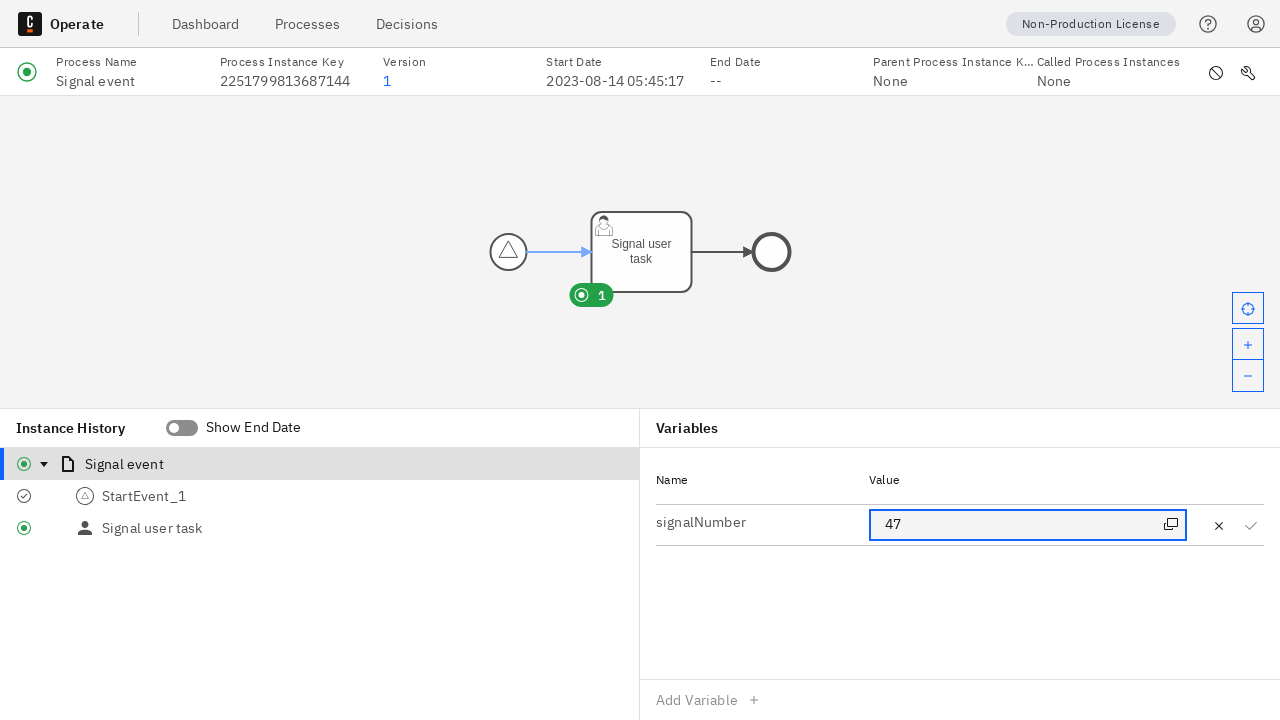 Operate
Dashboard
Processes
Decisions
Non-Production License
Process Name
Signal event
Process Instance Key
2251799813687144
Version
1
Start Date
2023-08-14 05:45:17
End Date
--
Parent Process Instance K...
None
Called Process Instances
None
Signal user
task
1
Instance History
Show End Date
Signal event
StartEvent_1
Signal user task
Variables
Name
Value
signalNumber
47
Add Variable